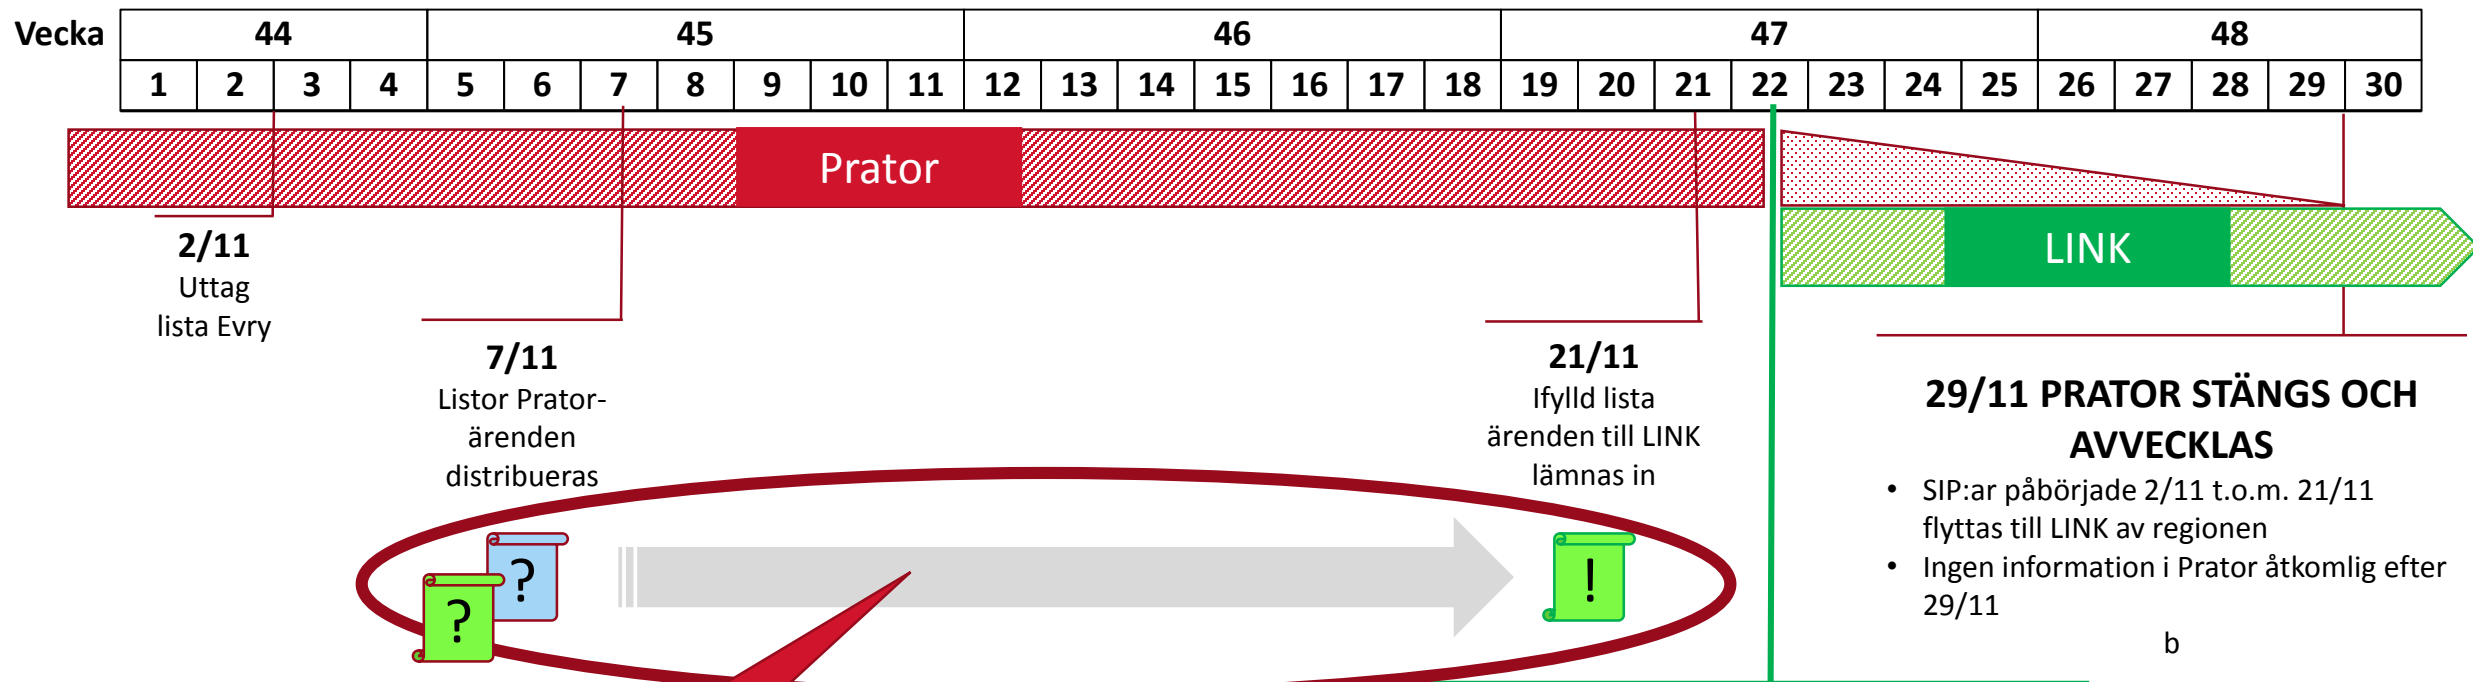 Vecka 44 45 46 47 48
1 2 3 4 5 6 7 8 9 10 11 12 13 14 15 16 17 18 19 20 21 22 23 24 25 26 27 28 29 30
Prator
LINK
2/11
Uttag
lista Evry
7/11
Listor Prator-
ärenden
distribueras
21/11
Ifylld lista
ärenden till LINK
lämnas in
29/11 PRATOR STÄNGS OCH
AVVECKLAS
• SIP:ar påbörjade 2/11 t.o.m. 21/11
flyttas till LINK av regionen
• Ingen information i Prator åtkomlig efter
29/11
b
?
?
!